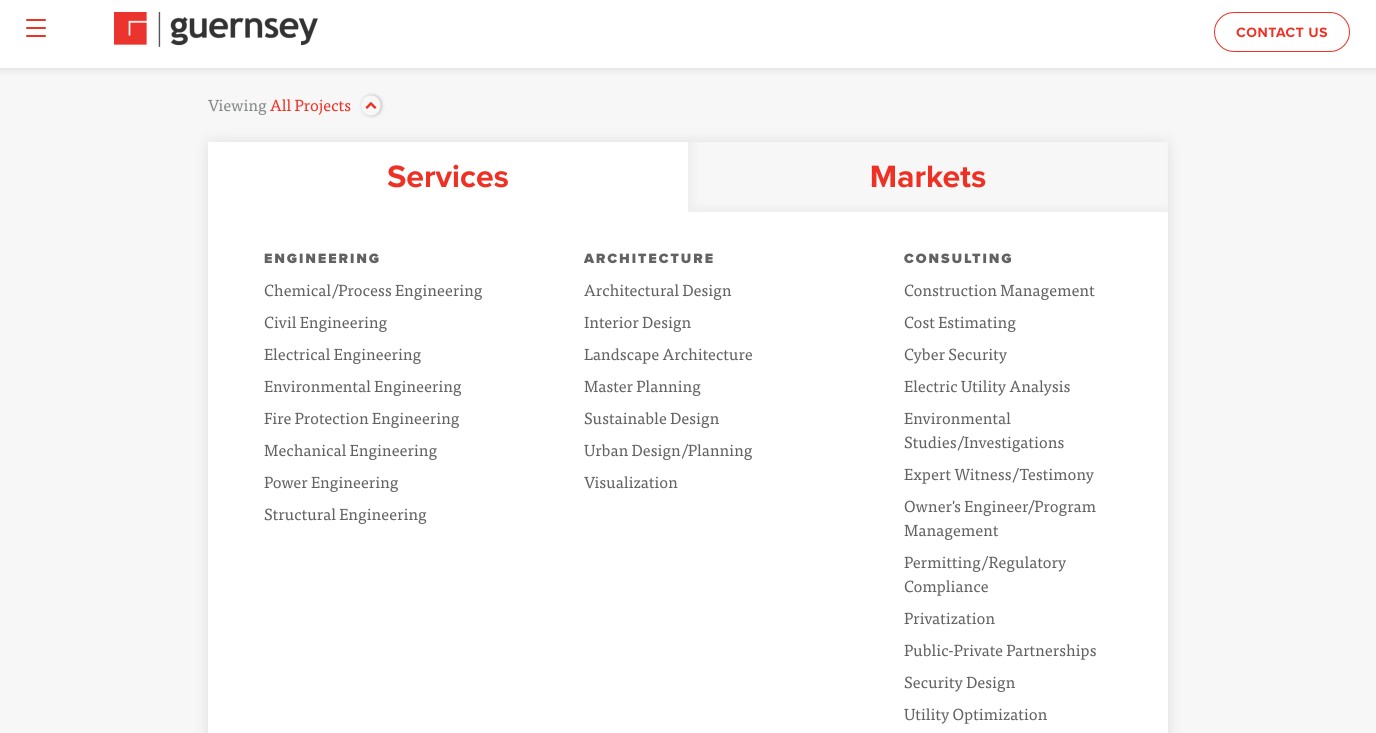 guernsey
CONTACT US
Viewing All Projects
Services
Markets
ENGINEERING
Chemical/Process Engineering
Civil Engineering
Electrical Engineering
Environmental Engineering
Fire Protection Engineering
Mechanical Engineering
Power Engineering
Structural Engineering
ARCHITECTURE
Architectural Design
Interior Design
Landscape Architecture
Master Planning
Sustainable Design
Urban Design/Planning
Visualization
CONSULTING
Construction Management
Cost Estimating
Cyber Security
Electric Utility Analysis
Environmental
Studies/Investigations
Expert Witness/Testimony
Owner's Engineer/Program
Management
Permitting/Regulatory
Compliance
Privatization
Public-Private Partnerships
Security Design
Utility Optimization